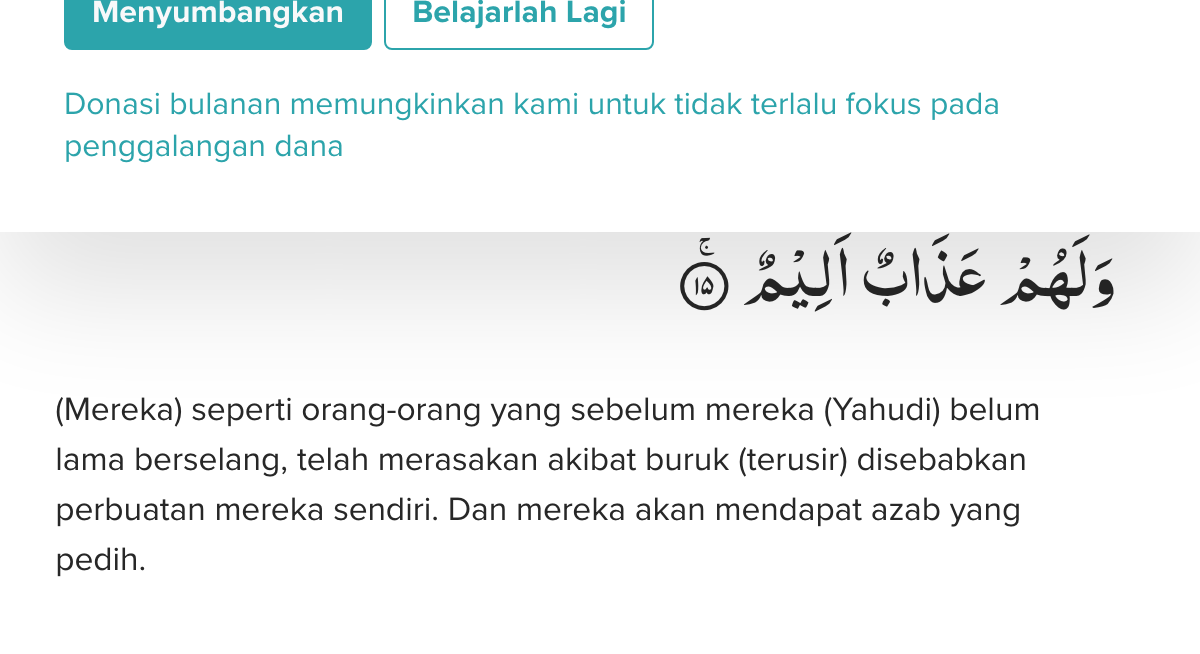 Menyumbangkan
Belajarlah Lagi
Donasi bulanan memungkinkan kami untuk tidak terlalu fokus pada
penggalangan dana
وَلَهُمْ عَذَابٌ اَلِيْمٌۚ ۱۵
(Mereka) seperti orang-orang yang sebelum mereka (Yahudi) belum
lama berselang, telah merasakan akibat buruk (terusir) disebabkan
perbuatan mereka sendiri. Dan mereka akan mendapat azab yang
pedih.